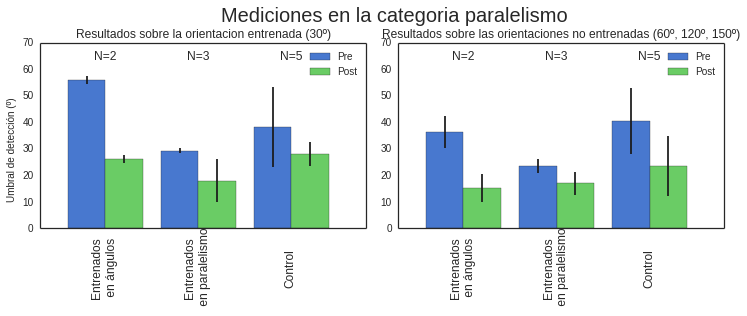 Mediciones en la categoria paralelismo
Resultados sobre la orientacion entrenada (30º)
Resultados sobre las orientaciones no entrenadas (60º, 120º, 150º)
Umbral de detección (º)
70
60
50
40
30
20
10
0
N=2
N=3
N=5
Pre
Post
Entrenados
en ángulos
Entrenados
en paralelismo
Control
70
60
50
40
30
20
10
0
N=2
N=3
N=5
Pre
Post
Entrenados
en ángulos
Entrenados
en paralelismo
Control